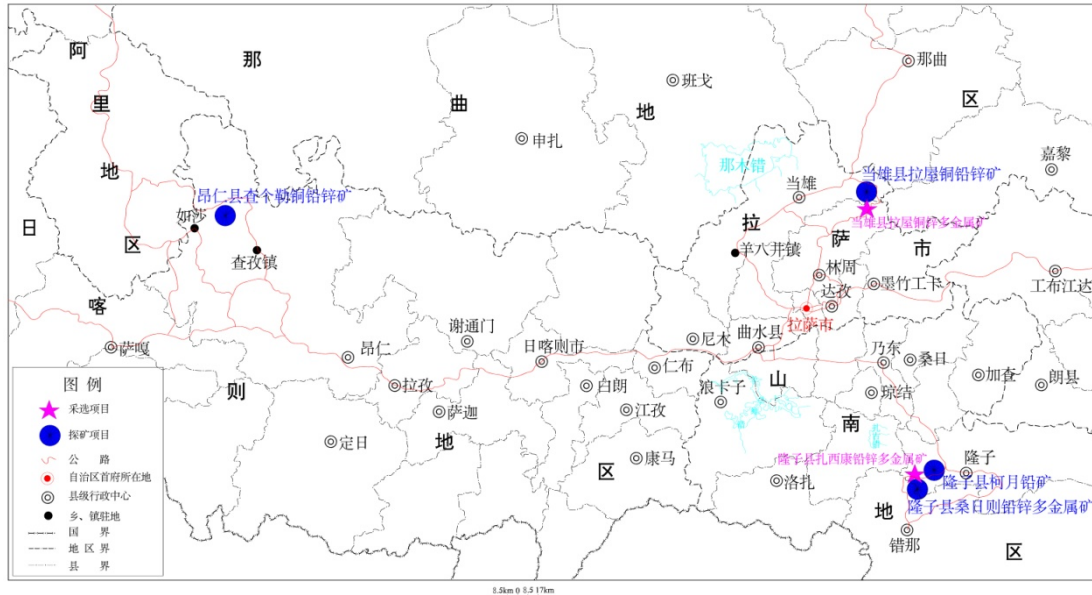 阿
里
地
区
那
曲
地
区
日
喀
则
地
区
拉
萨
市
山
南
地
区
那曲
班戈
申扎
嘉黎
那木错
当雄
当雄县拉屋铜铅锌矿
当雄县拉屋铜锌多金属矿
昂仁县查个勒铜铅锌矿
如莎
查孜镇
羊八井镇
林周
达孜
墨竹工卡
工布江达
拉萨市
萨嘎
昂仁
谢通门
日喀则市
尼木
曲水县
乃东
桑日
加查
朗县
拉孜
萨迦
白朗
仁布
浪卡子
琼结
江孜
定日
康马
洛扎
隆子县扎西康铅锌多金属矿
隆子
隆子县柯月铅矿
隆子县桑日则铅锌多金属矿
错那
图 例
采选项目
探矿项目
公 路
自治区首府所在地
县级行政中心
乡、镇驻地
国 界
地 区 界
县 界
8.5km 0 8.5 17km